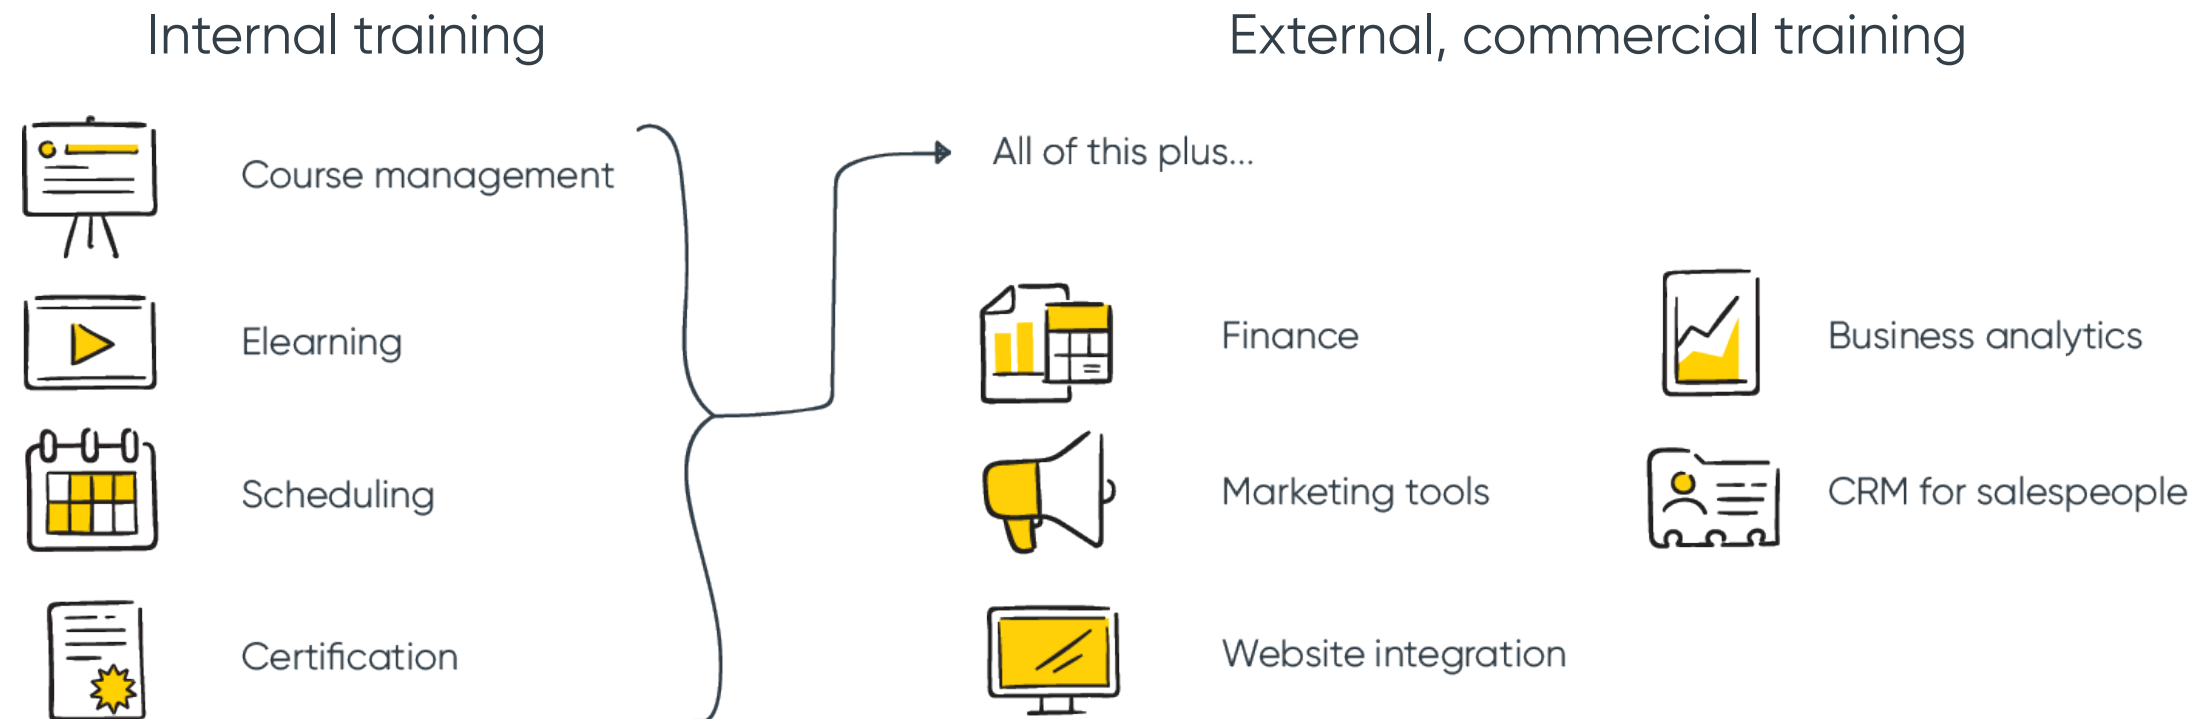 Internal training
Course management
Elearning
Scheduling
Certification
External, commercial training
All of this plus...
Finance
Marketing tools
Website integration
Business analytics
CRM for salespeople